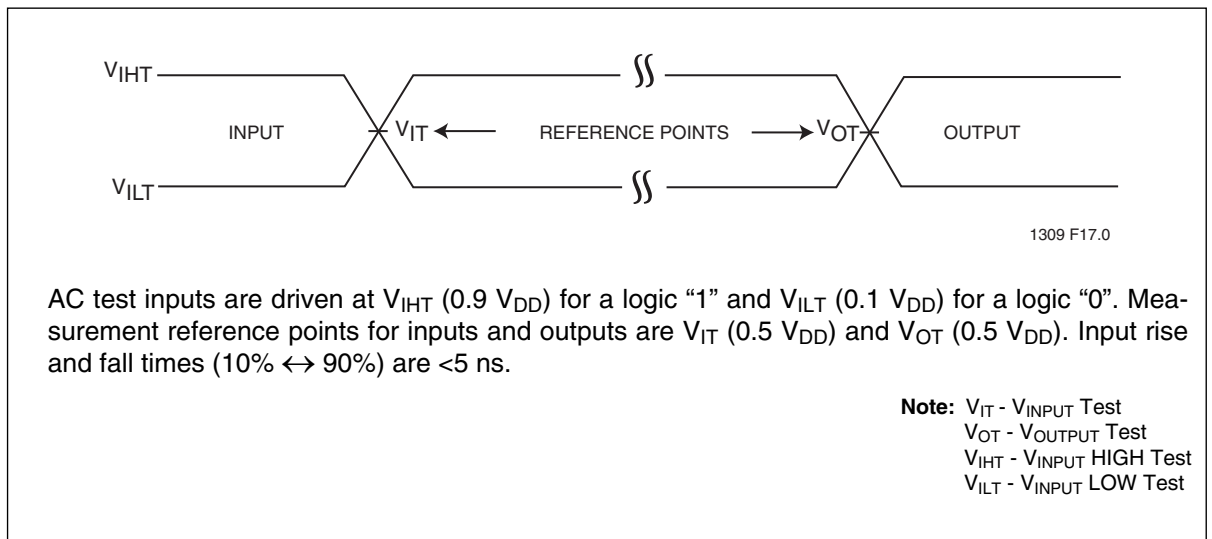 VIHT
INPUT VIT REFERENCE POINTS VOT OUTPUT
VILT
1309 F17.0
AC test inputs are driven at VIHT (0.9 VDD) for a logic “1” and VILT (0.1 VDD) for a logic “0”. Mea-
surement reference points for inputs and outputs are VIT (0.5 VDD) and VOT (0.5 VDD). Input rise
and fall times (10% ↔ 90%) are <5 ns.
Note: VIT - VINPUT Test
VOT - VOUTPUT Test
VIHT - VINPUT HIGH Test
VILT - VINPUT LOW Test